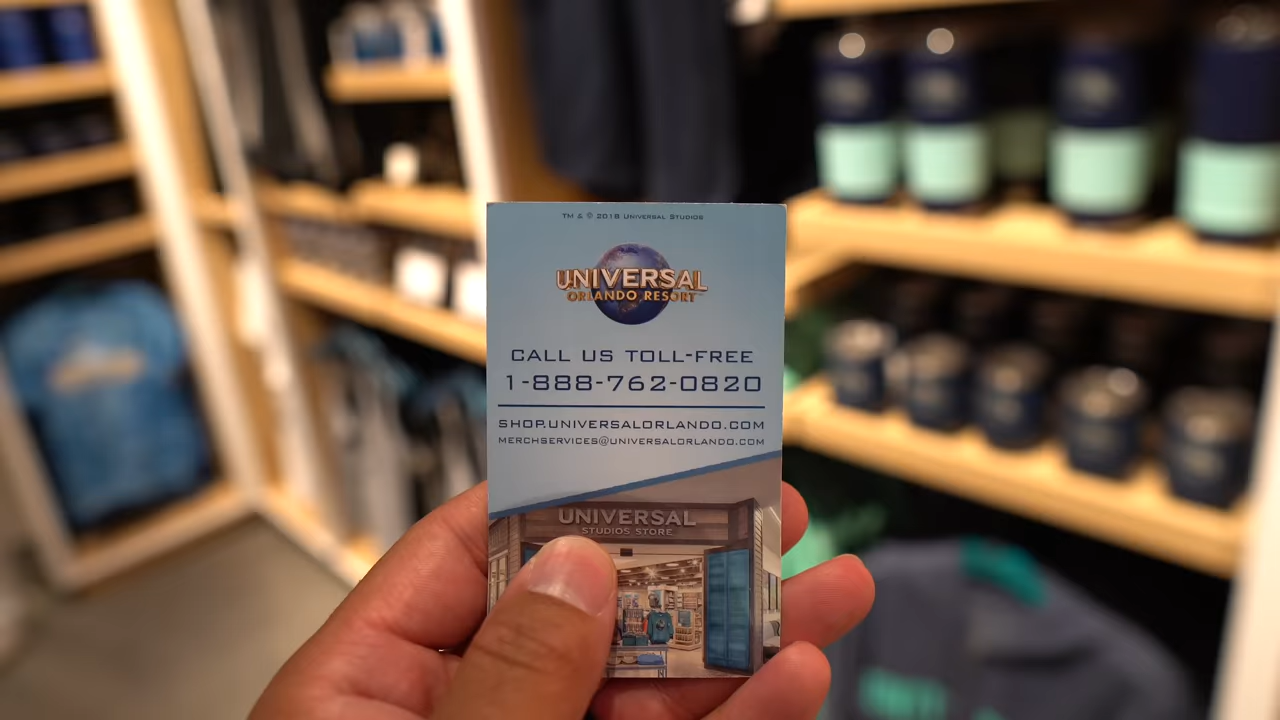 TM & © 2018 Universal Studios
UNIVERSAL
ORLANDO RESORT™
CALL US TOLL-FREE
1-888-762-0820
SHOP.UNIVERSALORLANDO.COM
MERCHSERVICES@UNIVERSALORLANDO.COM
UNIVERSAL
STUDIOS STORE